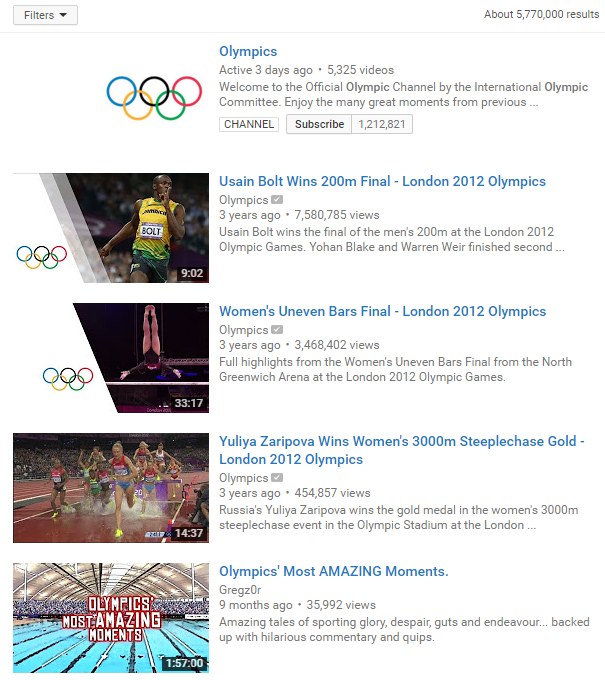 Filters
About 5,770,000 results
Olympics
Active 3 days ago • 5,325 videos
Welcome to the Official Olympic Channel by the International Olympic
Committee. Enjoy the many great moments from previous ...
CHANNEL Subscribe 1,212,821
Usain Bolt Wins 200m Final - London 2012 Olympics
Olympics
3 years ago • 7,580,785 views
Usain Bolt wins the final of the men's 200m at the London 2012
Olympic Games. Yohan Blake and Warren Weir finished second ...
BOLT
9:02
Women's Uneven Bars Final - London 2012 Olympics
Olympics
3 years ago • 3,468,402 views
Full highlights from the Women's Uneven Bars Final from the North
Greenwich Arena at the London 2012 Olympic Games.
33:17
Yuliya Zaripova Wins Women's 3000m Steeplechase Gold -
London 2012 Olympics
Olympics
3 years ago • 454,857 views
Russia's Yuliya Zaripova wins the gold medal in the women's 3000m
steeplechase event in the Olympic Stadium at the London ...
14:37
Olympics' Most AMAZING Moments.
Gregz0r
9 months ago • 35,992 views
Amazing tales of sporting glory, despair, guts and endeavour... backed
up with hilarious commentary and quips.
OLYMPICS'
MOST AMAZING
MOMENTS
1:57:00